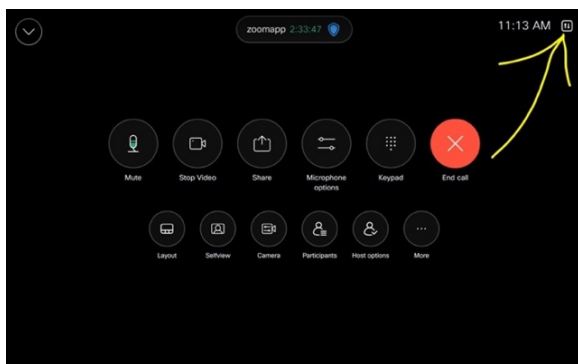 zoomapp 2:33:47
11:13 AM
Mute
Stop Video
Share
Microphone
options
Keypad
End call
Layout
Selfview
Camera
Participants
Host options
More